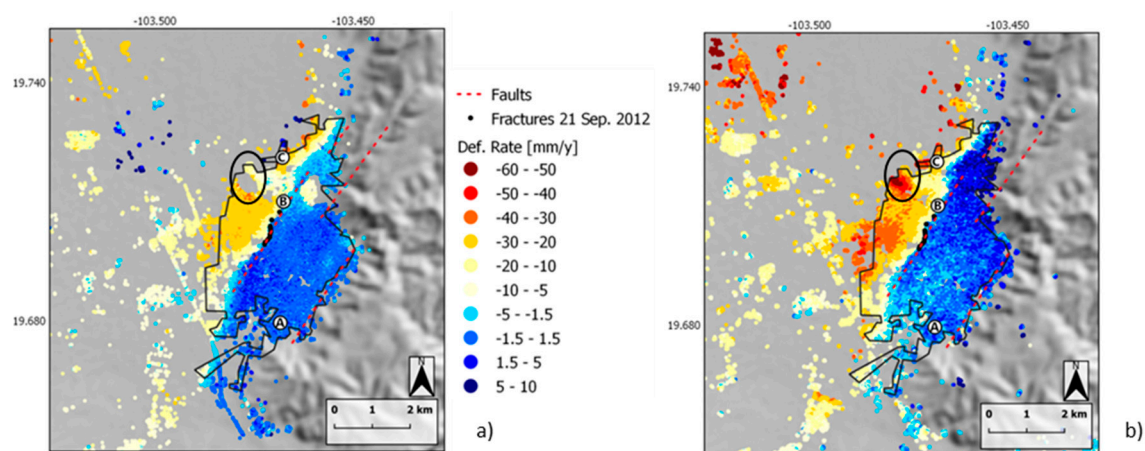 -103.500
-103.450
19.740
19.680
C
B
A
N
0 1 2 km
a)
Faults
Fractures 21 Sep. 2012
Def. Rate [mm/y]
-60 - -50
-50 - -40
-40 - -30
-30 - -20
-20 - -10
-10 - -5
-5 - -1.5
-1.5 - 1.5
1.5 - 5
5 - 10
-103.500
-103.450
19.740
19.680
C
B
A
N
0 1 2 km
b)